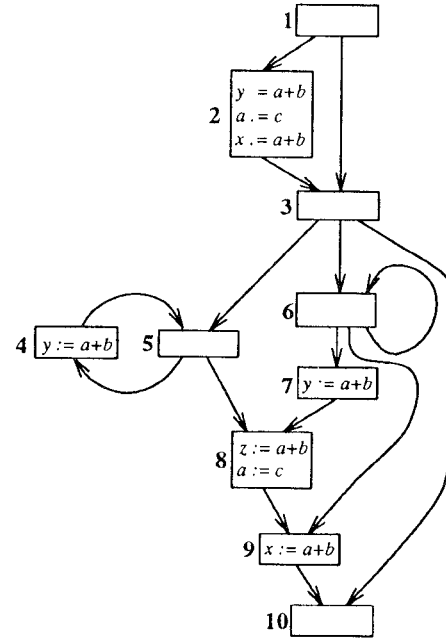 1
2
y = a+b
a . = c
x . = a+b
3
4
y := a+b
5
6
7
y · = a+b
8
z := a+b
a := c
9
x := a+b
10